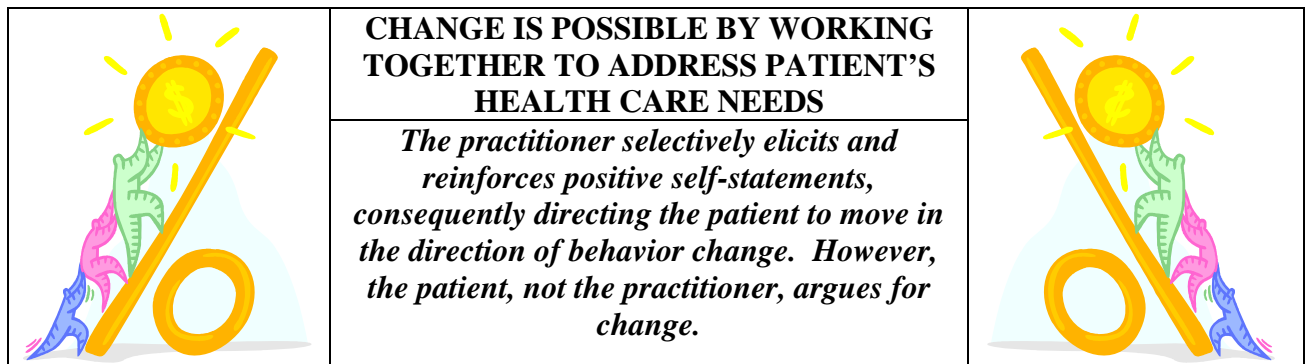 CHANGE IS POSSIBLE BY WORKING
TOGETHER TO ADDRESS PATIENT’S
HEALTH CARE NEEDS
The practitioner selectively elicits and
reinforces positive self-statements,
consequently directing the patient to move in
the direction of behavior change.  However,
the patient, not the practitioner, argues for
change.